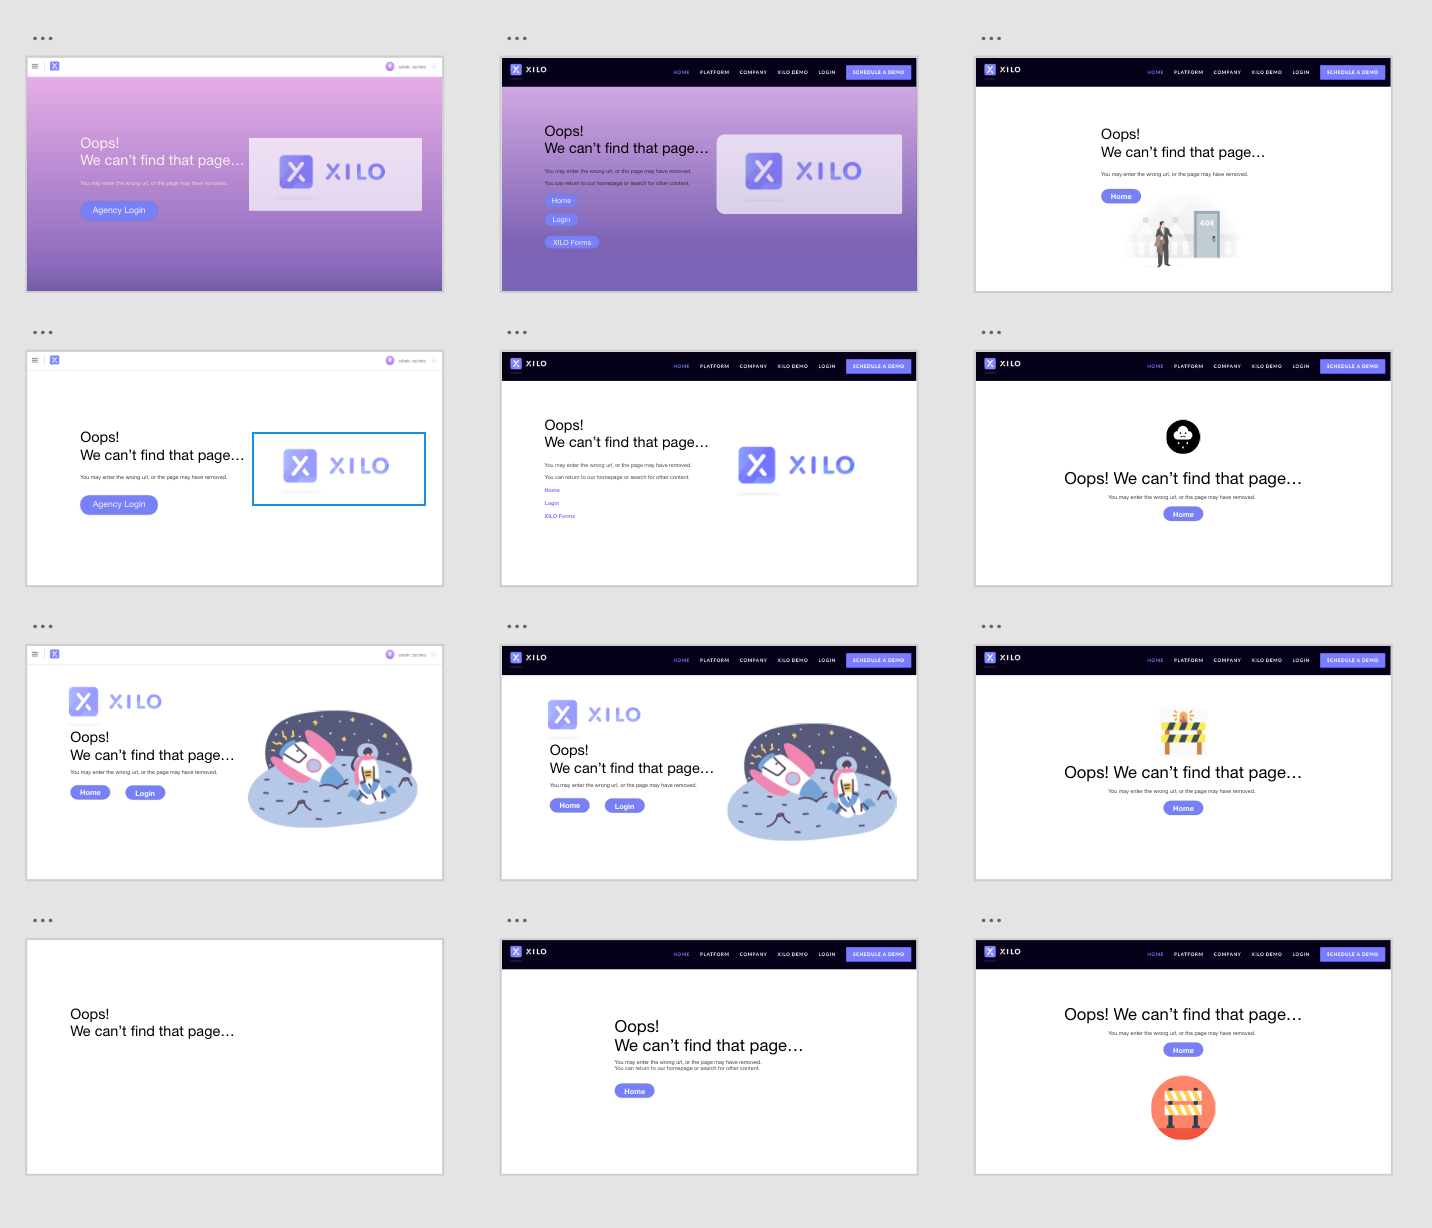 Oops!
We can't find that page...
You may enter the wrong url, or the page may have removed.
Agency Login
XILO
XILO
HOME PLATFORM COMPANY XILO DEMO LOGIN SCHEDULE A DEMO
Oops!
We can't find that page...
You may enter the wrong url, or the page may have removed.
You can return to our homepage or search for other content.
Home
Login
XILO Forms
XILO
XILO
HOME PLATFORM COMPANY XILO DEMO LOGIN SCHEDULE A DEMO
Oops!
We can't find that page...
You may enter the wrong url, or the page may have removed.
Home
404
Oops!
We can't find that page...
You may enter the wrong url, or the page may have removed.
Agency Login
XILO
XILO
HOME PLATFORM COMPANY XILO DEMO LOGIN SCHEDULE A DEMO
Oops!
We can't find that page...
You may enter the wrong url, or the page may have removed.
You can return to our homepage or search for other content.
Home
Login
XILO Forms
XILO
XILO
HOME PLATFORM COMPANY XILO DEMO LOGIN SCHEDULE A DEMO
Oops! We can't find that page...
You may enter the wrong url, or the page may have removed.
Home
XILO
Oops!
We can't find that page...
You may enter the wrong url, or the page may have removed.
Home Login
XILO
HOME PLATFORM COMPANY XILO DEMO LOGIN SCHEDULE A DEMO
XILO
Oops!
We can't find that page...
You may enter the wrong url, or the page may have removed.
Home Login
XILO
HOME PLATFORM COMPANY XILO DEMO LOGIN SCHEDULE A DEMO
Oops! We can't find that page...
You may enter the wrong url, or the page may have removed.
Home
Oops!
We can't find that page...
XILO
HOME PLATFORM COMPANY XILO DEMO LOGIN SCHEDULE A DEMO
Oops!
We can't find that page...
You may enter the wrong url, or the page may have removed.
You can return to our homepage or search for other content.
Home
XILO
HOME PLATFORM COMPANY XILO DEMO LOGIN SCHEDULE A DEMO
Oops! We can't find that page...
You may enter the wrong url, or the page may have removed.
Home